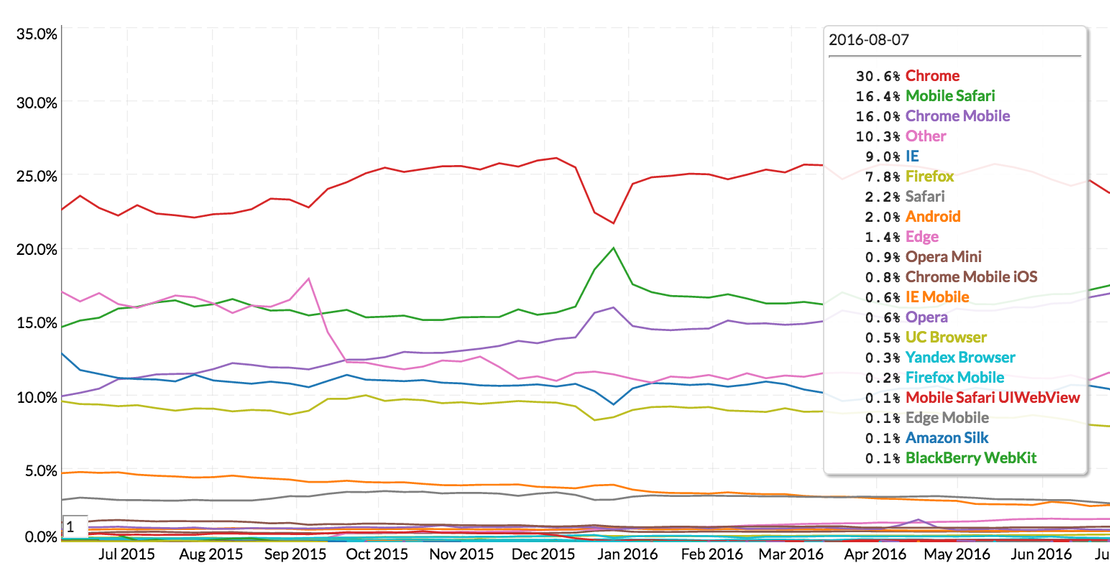 35.0%
30.0%
25.0%
20.0%
15.0%
10.0%
5.0%
0.0%
1
2016-08-07
30.6% Chrome
16.4% Mobile Safari
16.0% Chrome Mobile
10.3% Other
9.0% IE
7.8% Firefox
2.2% Safari
2.0% Android
1.4% Edge
0.9% Opera Mini
0.8% Chrome Mobile iOS
0.6% IE Mobile
0.6% Opera
0.5% UC Browser
0.3% Yandex Browser
0.2% Firefox Mobile
0.1% Mobile Safari UIWebView
0.1% Edge Mobile
0.1% Amazon Silk
0.1% BlackBerry WebKit
Jul 2015 Aug 2015 Sep 2015 Oct 2015 Nov 2015 Dec 2015 Jan 2016 Feb 2016 Mar 2016 Apr 2016 May 2016 Jun 2016 Ju